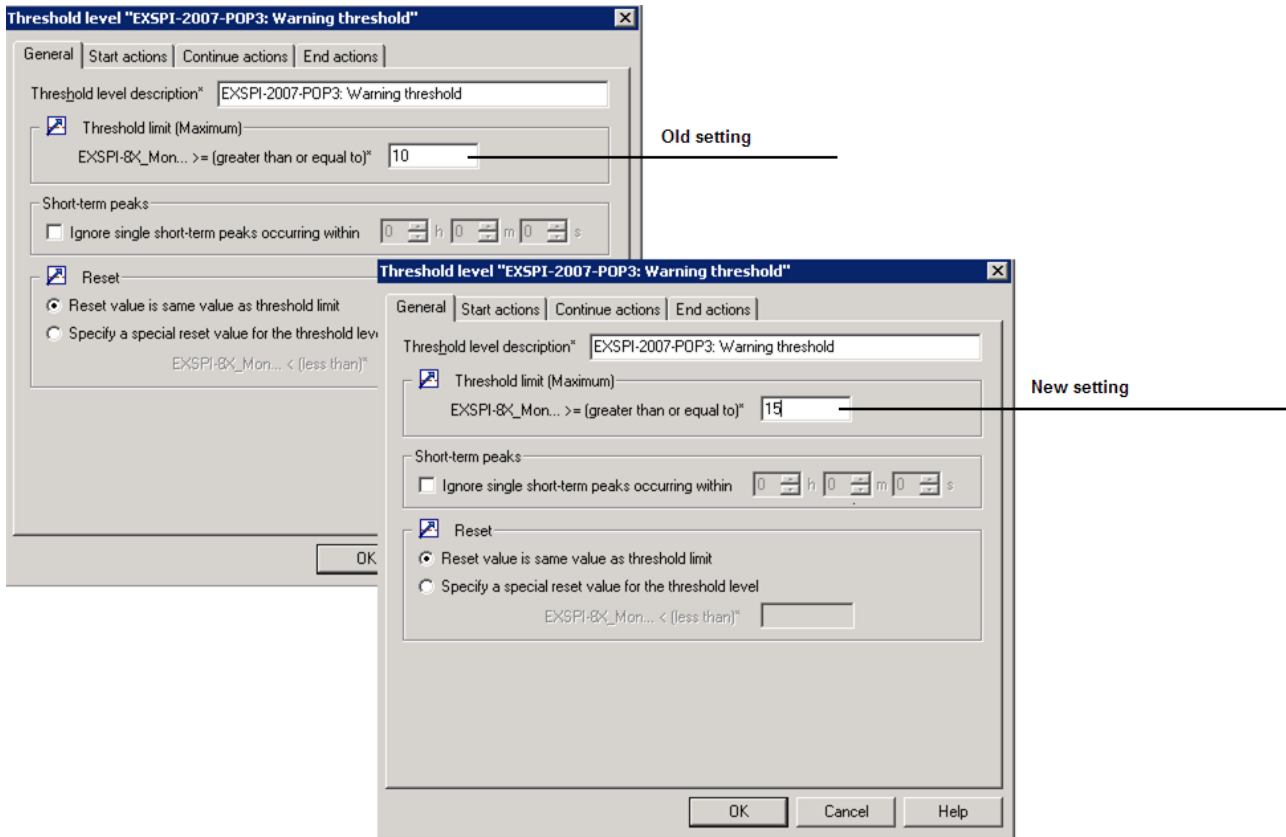 Threshold level "EXSPI-2007-POP3: Warning threshold"
General Start actions Continue actions End actions
Threshold level description* EXSPI-2007-POP3: Warning threshold
Threshold limit (Maximum)
EXSPI-8X_Mon... >= (greater than or equal to)* 10
Old setting
Short-term peaks
Ignore single short-term peaks occurring within 0 h 0 m 0 s
Reset
Reset value is same value as threshold limit
Specify a special reset value for the threshold leve
EXSPI-8X_Mon... < (less than)*
OK
Threshold level "EXSPI-2007-POP3: Warning threshold"
General Start actions Continue actions End actions
Threshold level description* EXSPI-2007-POP3: Warning threshold
Threshold limit (Maximum)
EXSPI-8X_Mon... >= (greater than or equal to)* 15
New setting
Short-term peaks
Ignore single short-term peaks occurring within 0 h 0 m 0 s
Reset
Reset value is same value as threshold limit
Specify a special reset value for the threshold level
EXSPI-8X_Mon... < (less than)*
OK Cancel Help